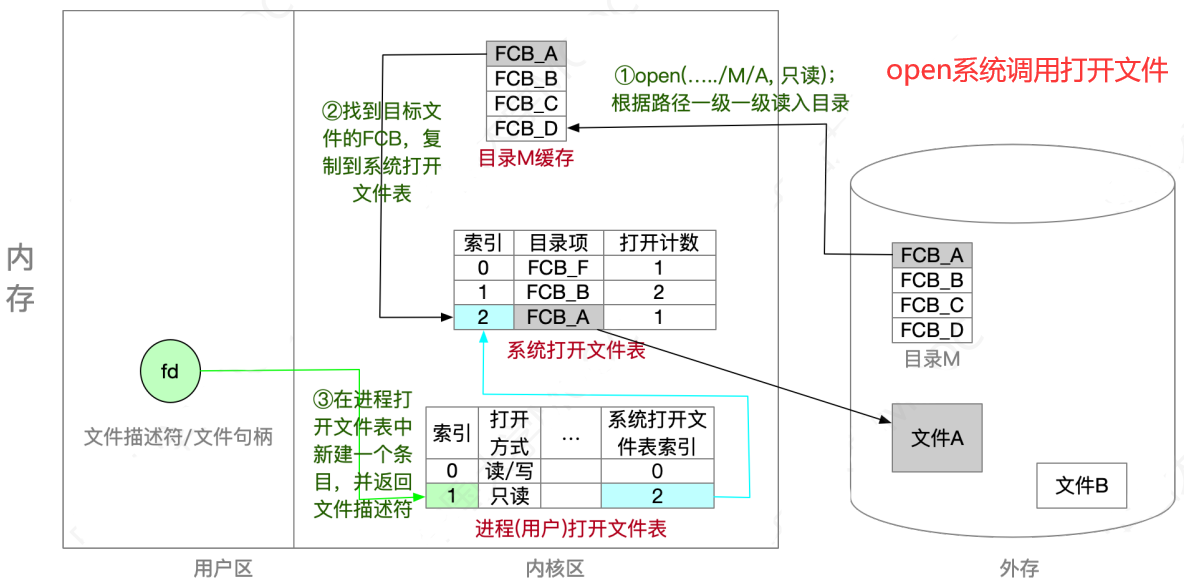 open系统调用打开文件
①open(...../M/A, 只读);
根据路径一级一级读入目录
FCB_A
FCB_B
FCB_C
FCB_D
目录M缓存
②找到目标文
件的FCB，复
制到系统打开
文件表
内存
索引 目录项 打开计数
0 FCB_F 1
1 FCB_B 2
2 FCB_A 1
系统打开文件表
FCB_A
FCB_B
FCB_C
FCB_D
目录M
fd
文件描述符/文件句柄
③在进程打
开文件表中
新建一个条
目，并返回
文件描述符
索引 打开方式 ... 系统打开文件表索引
0 读/写 0
1 只读 2
进程(用户)打开文件表
文件A
文件B
用户区
内核区
外存